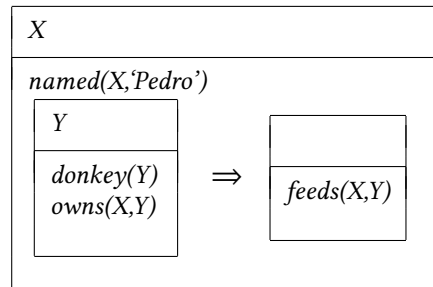 X
named(X,‘Pedro’)
Y
donkey(Y)
owns(X,Y)
⇒
feeds(X,Y)